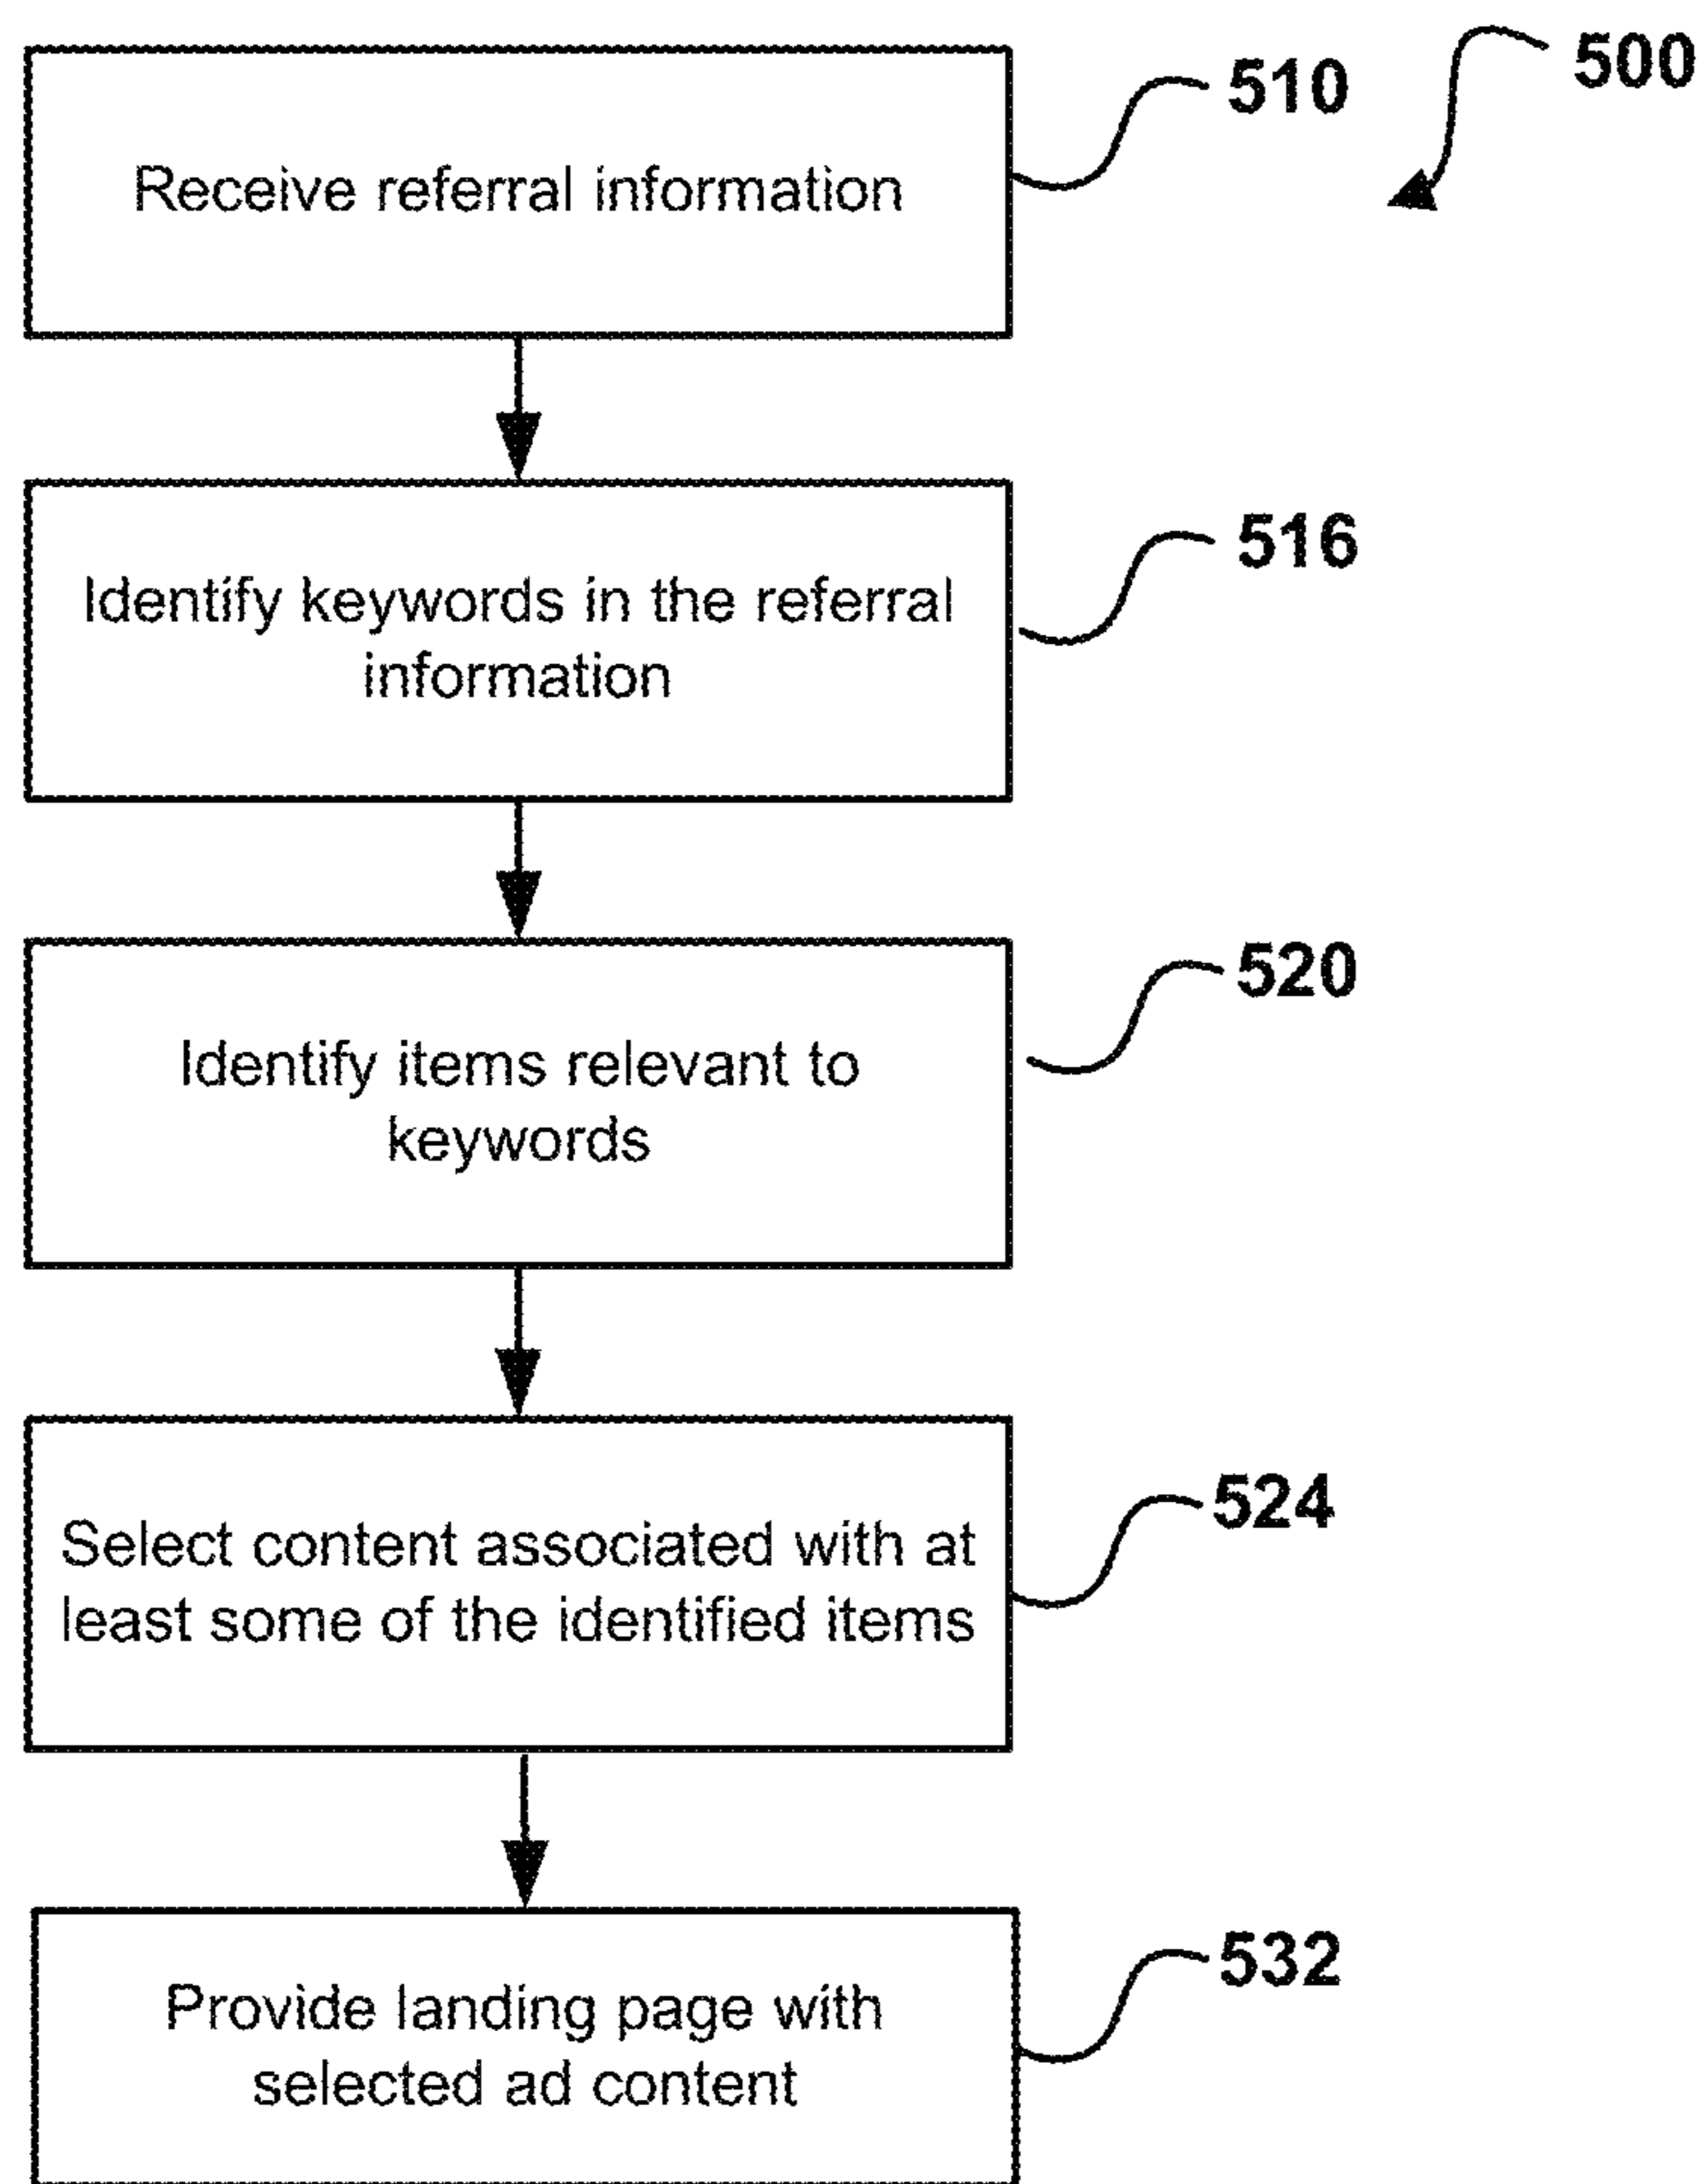 500
510
Receive referral information
516
Identify keywords in the referral
information
520
Identify items relevant to
keywords
524
Select content associated with at
least some of the identified items
532
Provide landing page with
selected ad content